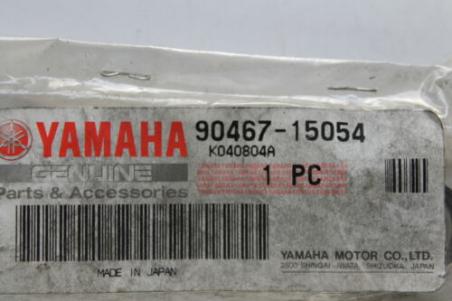 YAMAHA 90467-15054
K040804A
GENUINE 1 PC
Parts & Accessories
YAMAHA MOTOR CO., LTD.
2500 SHINGAI IWATA SHIZUOKA, JAPAN
MADE IN JAPAN